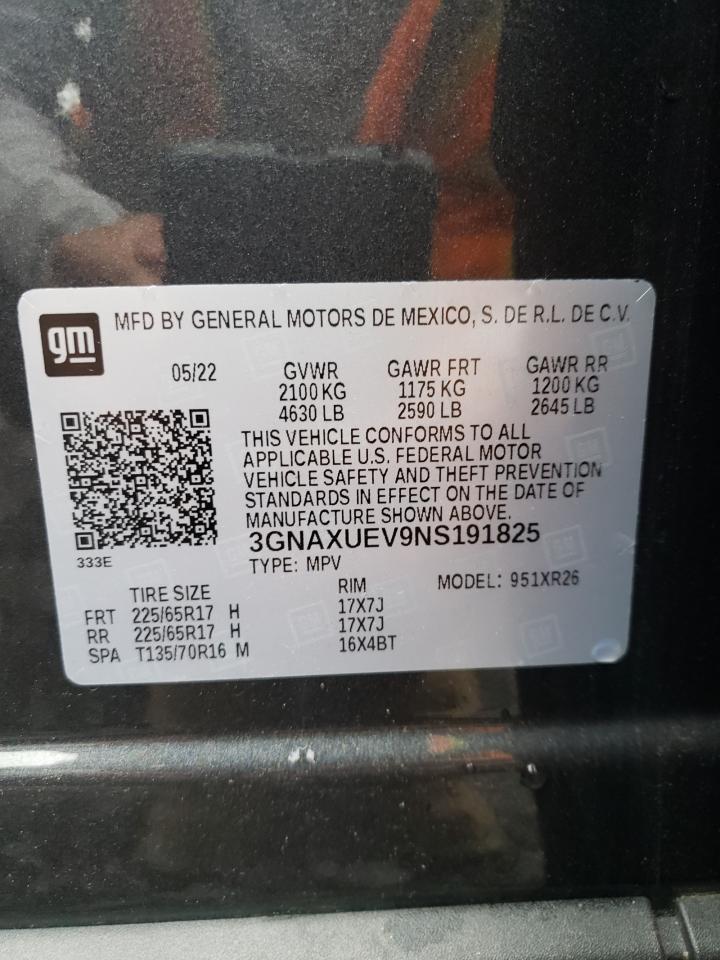 gm
MFD BY GENERAL MOTORS DE MEXICO, S. DE R.L. DE C.V.
05/22 GVWR GAWR FRT GAWR RR
2100 KG 1175 KG 1200 KG
4630 LB 2590 LB 2645 LB
THIS VEHICLE CONFORMS TO ALL
APPLICABLE U.S. FEDERAL MOTOR
VEHICLE SAFETY AND THEFT PREVENTION
STANDARDS IN EFFECT ON THE DATE OF
MANUFACTURE SHOWN ABOVE.
3GNAXUEV9NS191825
333E
TYPE: MPV MODEL: 951XR26
TIRE SIZE RIM
FRT 225/65R17 H 17X7J
RR 225/65R17 H 17X7J
SPA T135/70R16 M 16X4BT